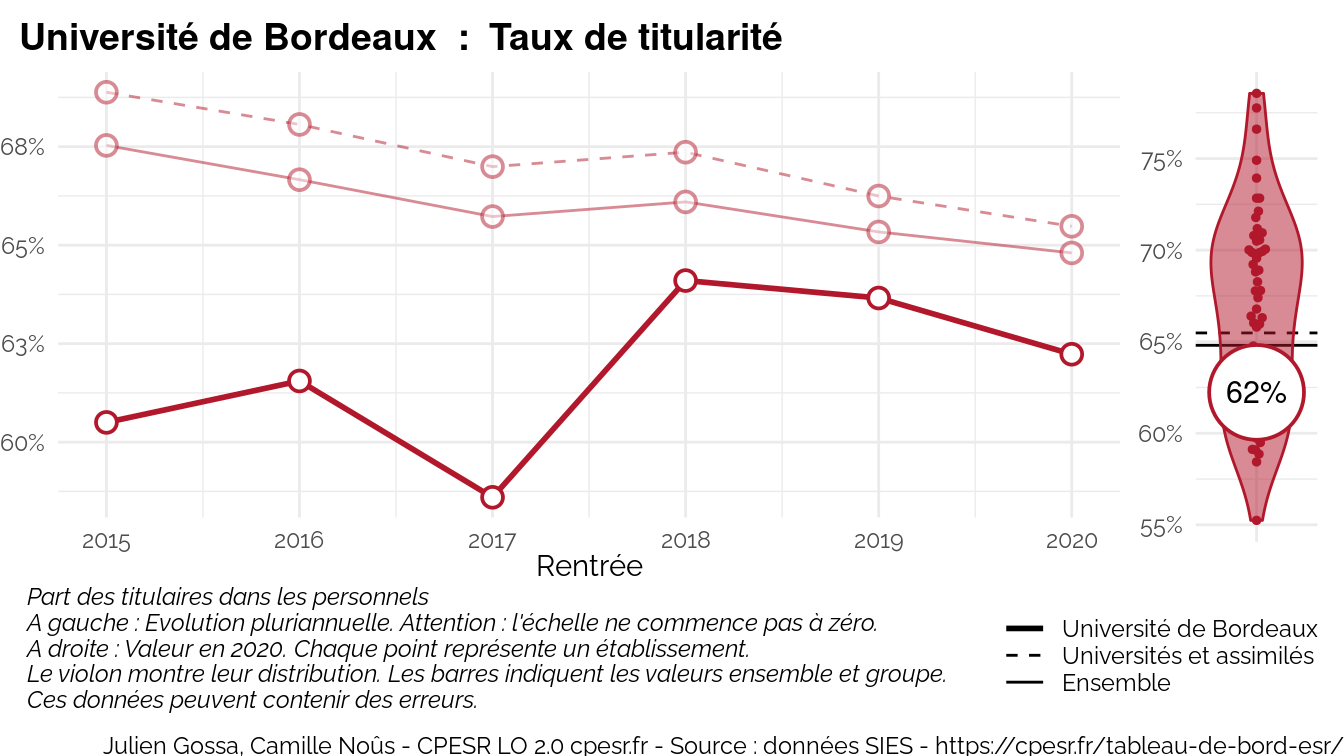 Université de Bordeaux : Taux de titularité
68%
65%
63%
60%
2015 2016 2017 2018 2019 2020
Rentrée
75%
70%
65%
60%
55%
62%
Part des titulaires dans les personnels
A gauche : Evolution pluriannuelle. Attention : l'échelle ne commence pas à zéro.
A droite : Valeur en 2020. Chaque point représente un établissement.
Le violon montre leur distribution. Les barres indiquent les valeurs ensemble et groupe.
Ces données peuvent contenir des erreurs.
Université de Bordeaux
Universités et assimilés
Ensemble
Julien Gossa, Camille Noûs - CPESR LO 2.0 cpesr.fr - Source : données SIES - https://cpesr.fr/tableau-de-bord-esr/